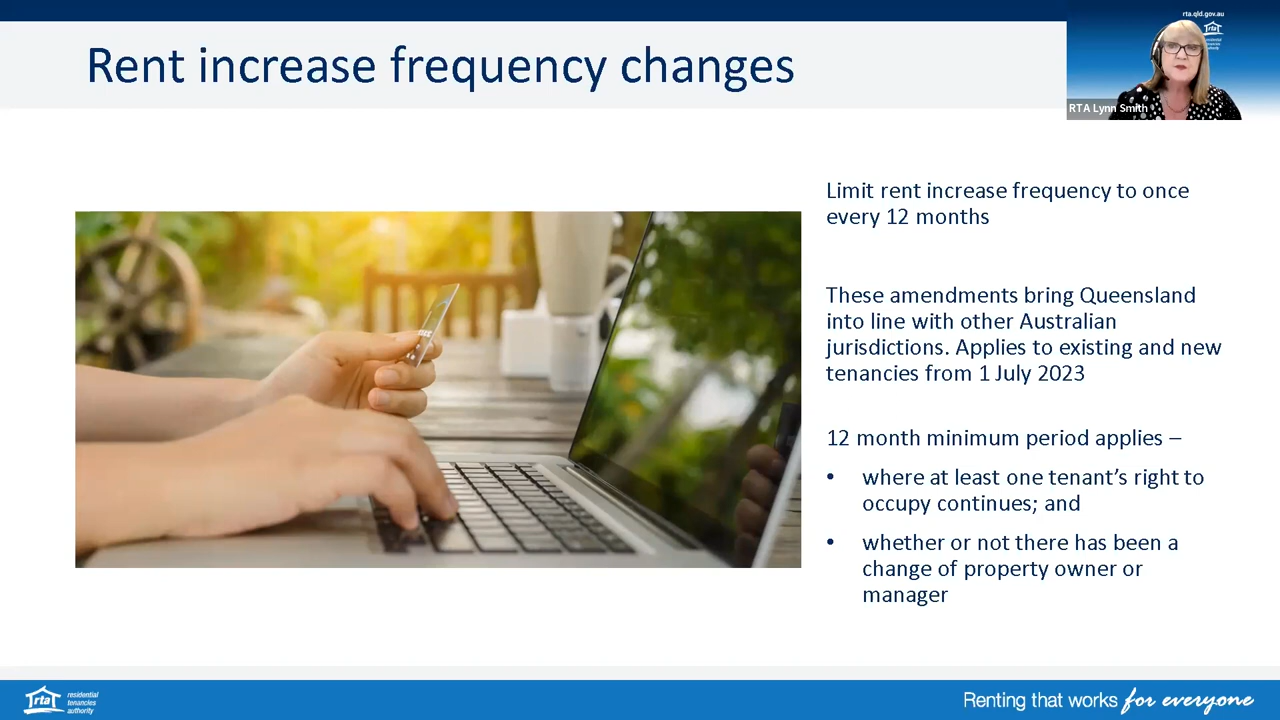 rta.qld.gov.au
Rent increase frequency changes
RTA Lynn Smith
Limit rent increase frequency to once
every 12 months
These amendments bring Queensland
into line with other Australian
jurisdictions. Applies to existing and new
tenancies from 1 July 2023
12 month minimum period applies –
• where at least one tenant’s right to
occupy continues; and
• whether or not there has been a
change of property owner or
manager
rta
residential
tenancies
authority
Renting that works for everyone